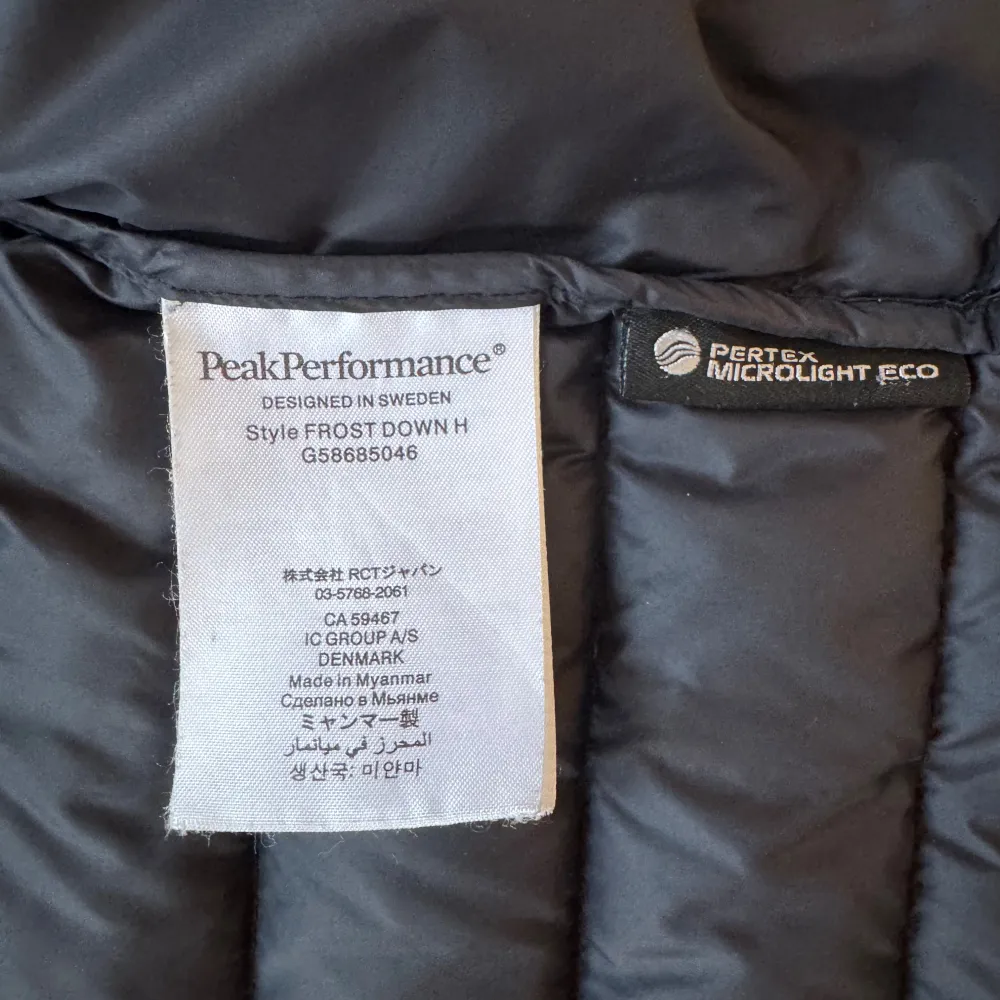 PeakPerformance®
DESIGNED IN SWEDEN
Style FROST DOWN H
G58685046
株式会社 RCTジャパン
03-5768-2061
CA 59467
IC GROUP A/S
DENMARK
Made in Myanmar
Сделано в Мьянме
ミャンマー製
المحرز في ميانمار
생산국: 미얀마
PERTEX
MICROLIGHT ECO